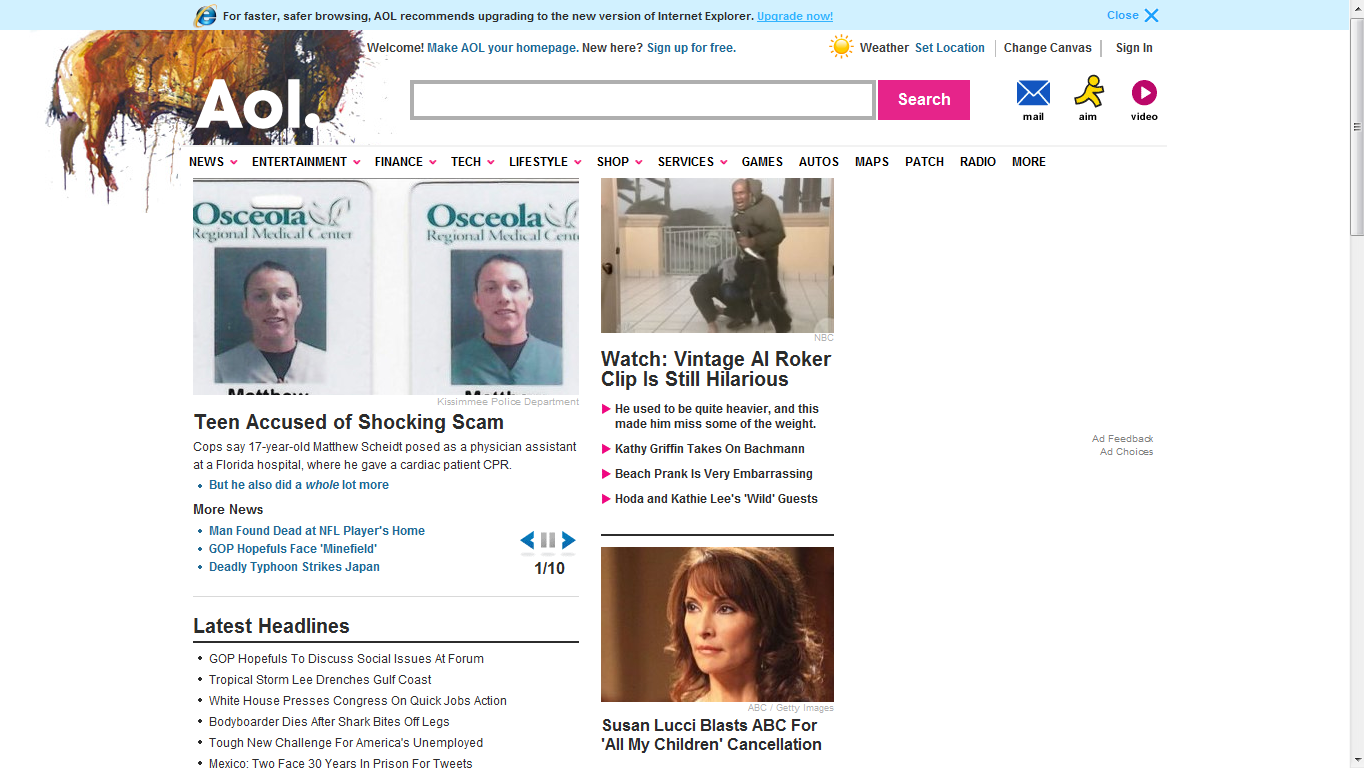 For faster, safer browsing, AOL recommends upgrading to the new version of Internet Explorer. Upgrade now!
Close
Welcome! Make AOL your homepage. New here? Sign up for free.
Weather Set Location
Change Canvas
Sign In
Aol.
Search
mail
aim
video
NEWS
ENTERTAINMENT
FINANCE
TECH
LIFESTYLE
SHOP
SERVICES
GAMES
AUTOS
MAPS
PATCH
RADIO
MORE
Osceola
Regional Medical Center
Osceola
Regional Medical Cent
Kissimmee Police Department
Teen Accused of Shocking Scam
Cops say 17-year-old Matthew Scheidt posed as a physician assistant
at a Florida hospital, where he gave a cardiac patient CPR.
But he also did a whole lot more
More News
Man Found Dead at NFL Player's Home
GOP Hopefuls Face 'Minefield'
Deadly Typhoon Strikes Japan
1/10
Latest Headlines
GOP Hopefuls To Discuss Social Issues At Forum
Tropical Storm Lee Drenches Gulf Coast
White House Presses Congress On Quick Jobs Action
Bodyboarder Dies After Shark Bites Off Legs
Tough New Challenge For America's Unemployed
Mexico: Two Face 30 Years In Prison For Tweets
NBC
Watch: Vintage Al Roker
Clip Is Still Hilarious
He used to be quite heavier, and this
made him miss some of the weight.
Kathy Griffin Takes On Bachmann
Beach Prank Is Very Embarrassing
Hoda and Kathie Lee's 'Wild' Guests
ABC / Getty Images
Susan Lucci Blasts ABC For
'All My Children' Cancellation
Ad Feedback
Ad Choices